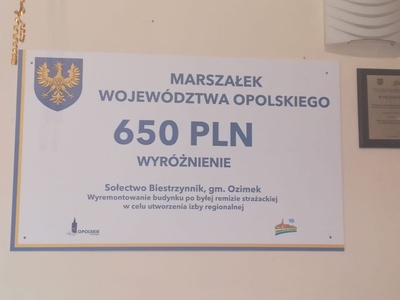 MARSZAŁEK
WOJEWÓDZTWA OPOLSKIEGO
650 PLN
WYRÓŻNIENIE
Sołectwo Biestrzynnik, gm. Ozimek
Wyremontowanie budynku po byłej remizie strażackiej
w celu utworzenia izby regionalnej
OPOLSKIE